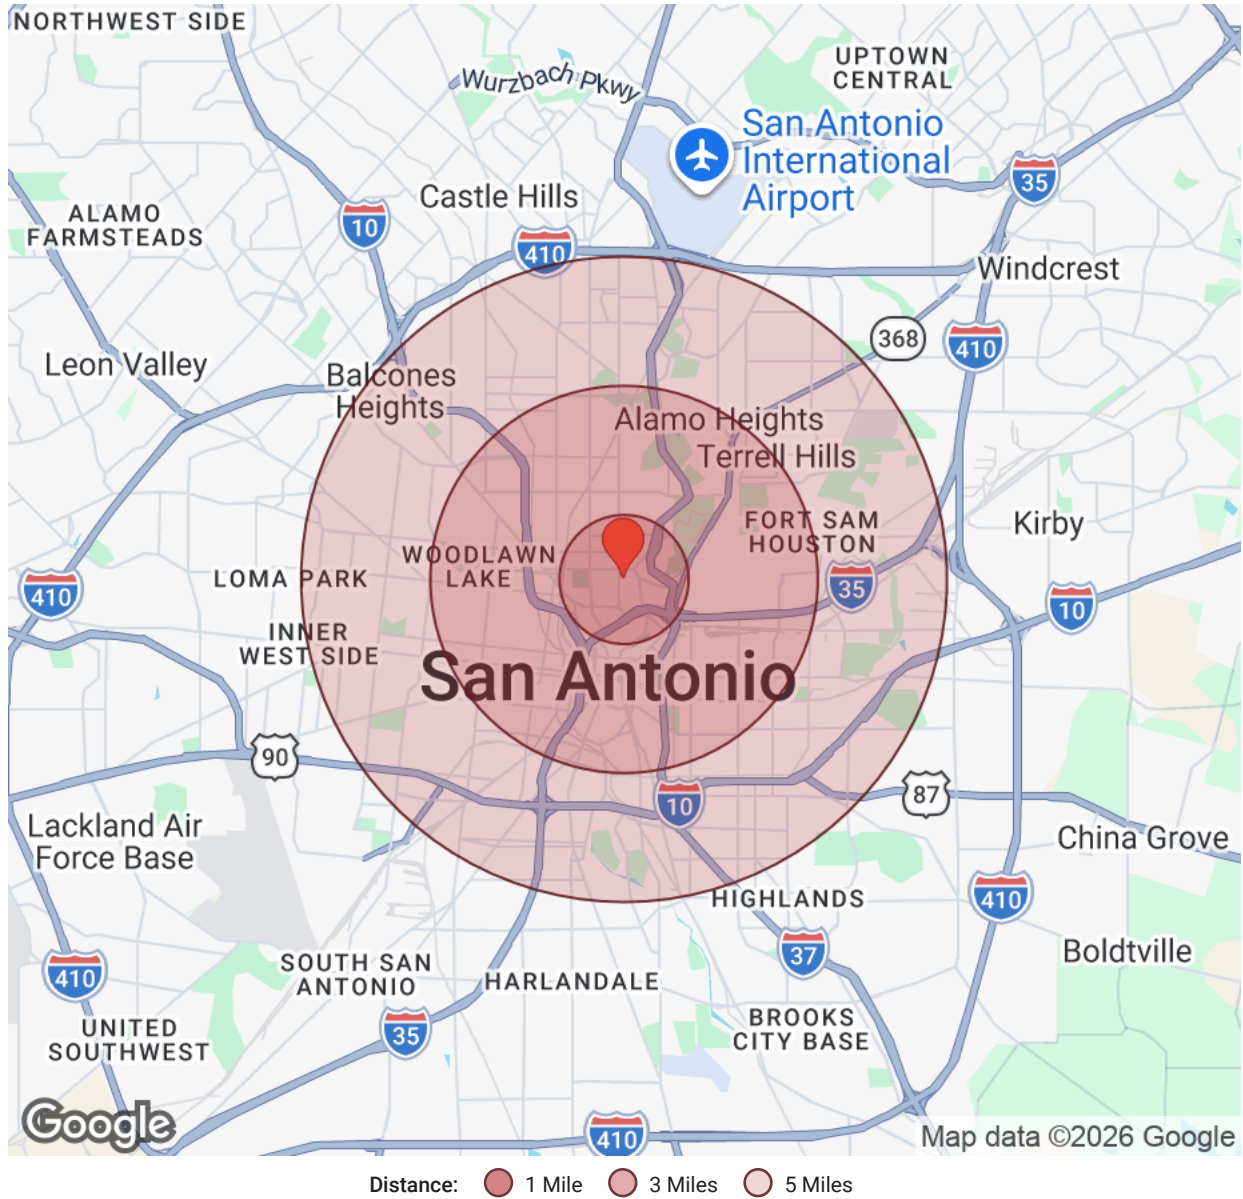 NORTHWEST SIDE
UPTOWN
CENTRAL
Wurzbach Pkwy
San Antonio
International
Airport
35
Castle Hills
ALAMO
FARMSTEADS
10
410
Windcrest
368
410
Leon Valley
Balcones
Heights
Alamo Heights
Terrell Hills
FORT SAM
HOUSTON
Kirby
WOODLAWN
LAKE
LOMA PARK
410
35
10
INNER
WEST SIDE
San Antonio
90
10
87
Lackland Air
Force Base
China Grove
HIGHLANDS
410
37
Boldtville
410
SOUTH SAN
ANTONIO
HARLANDALE
35
BROOKS
CITY BASE
UNITED
SOUTHWEST
Google
410
Map data ©2026 Google
Distance: 1 Mile 3 Miles 5 Miles